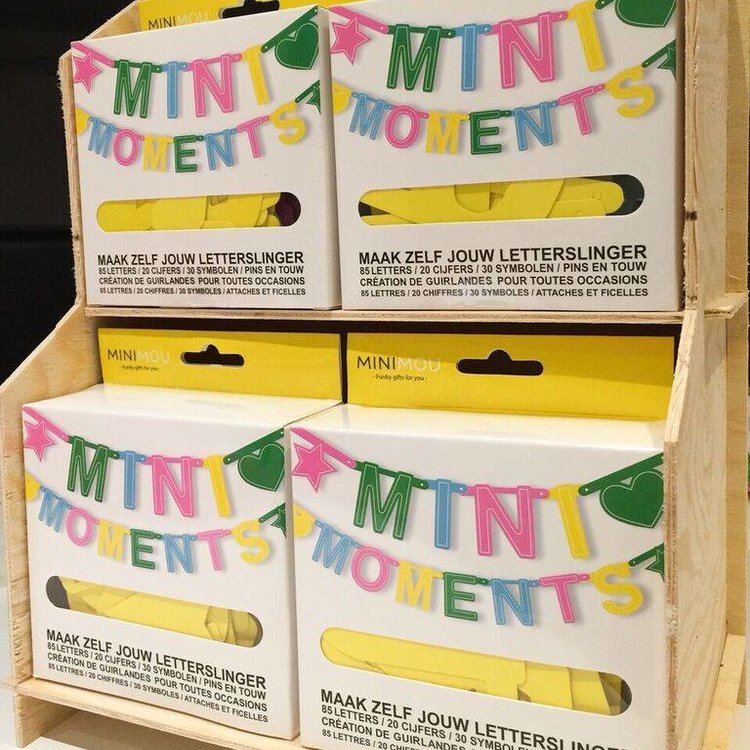 MINIMOU
MINI
MOMENTS
MAAK ZELF JOUW LETTERSLINGER
85 LETTERS / 20 CIJFERS / 30 SYMBOLEN / PINS EN TOUW
CRÉATION DE GUIRLANDES POUR TOUTES OCCASIONS
85 LETTRES / 20 CHIFFRES / 30 SYMBOLES / ATTACHES ET FICELLES
MINI
MOMENTS
MAAK ZELF JOUW LETTERSLINGER
85 LETTERS / 20 CIJFERS / 30 SYMBOLEN / PINS EN TOUW
CRÉATION DE GUIRLANDES POUR TOUTES OCCASIONS
85 LETTRES / 20 CHIFFRES / 30 SYMBOLES / ATTACHES ET FICELLES
MINIMOU
- Funky gifts for you -
MINI
MOMENTS
MAAK ZELF JOUW LETTERSLINGER
85 LETTERS / 20 CIJFERS / 30 SYMBOLEN / PINS EN TOUW
CRÉATION DE GUIRLANDES POUR TOUTES OCCASIONS
85 LETTRES / 20 CHIFFRES / 30 SYMBOLES / ATTACHES ET FICELLES
MINIMOU
- Funky gifts for you -
MINI
MOMENTS
MAAK ZELF JOUW LETTERSLINGER
85 LETTERS / 20 CIJFERS / 30 SYMBOLEN / PINS EN TOUW
CRÉATION DE GUIRLANDES POUR TOUTES OCCASIONS